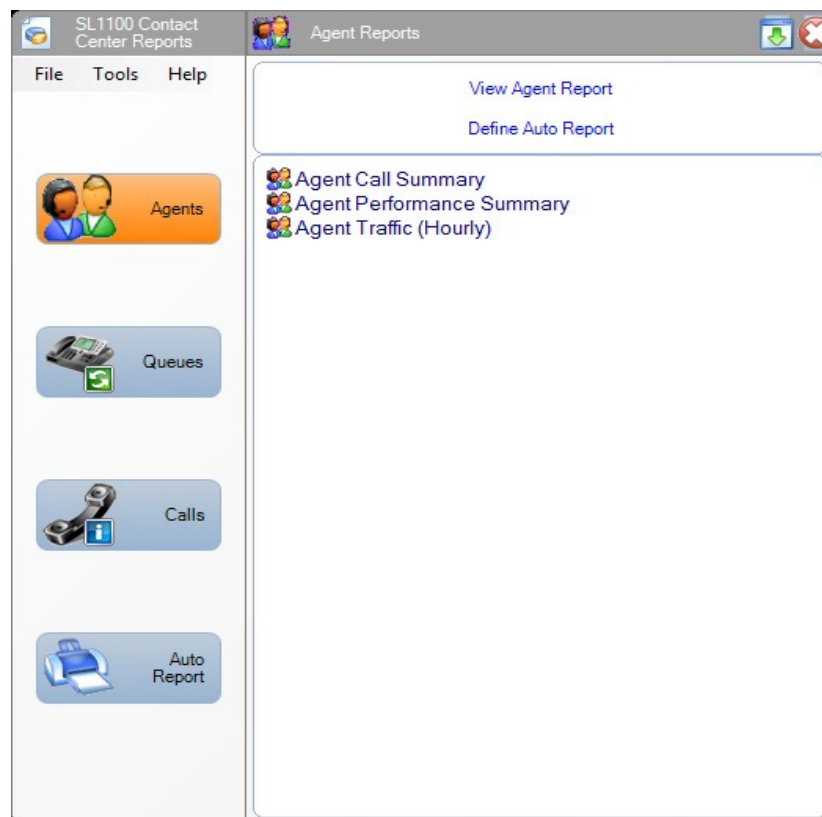 SL1100 Contact
Center Reports
Agent Reports
File Tools Help
View Agent Report
Define Auto Report
Agents
Queues
Calls
Auto
Report
Agent Call Summary
Agent Performance Summary
Agent Traffic (Hourly)